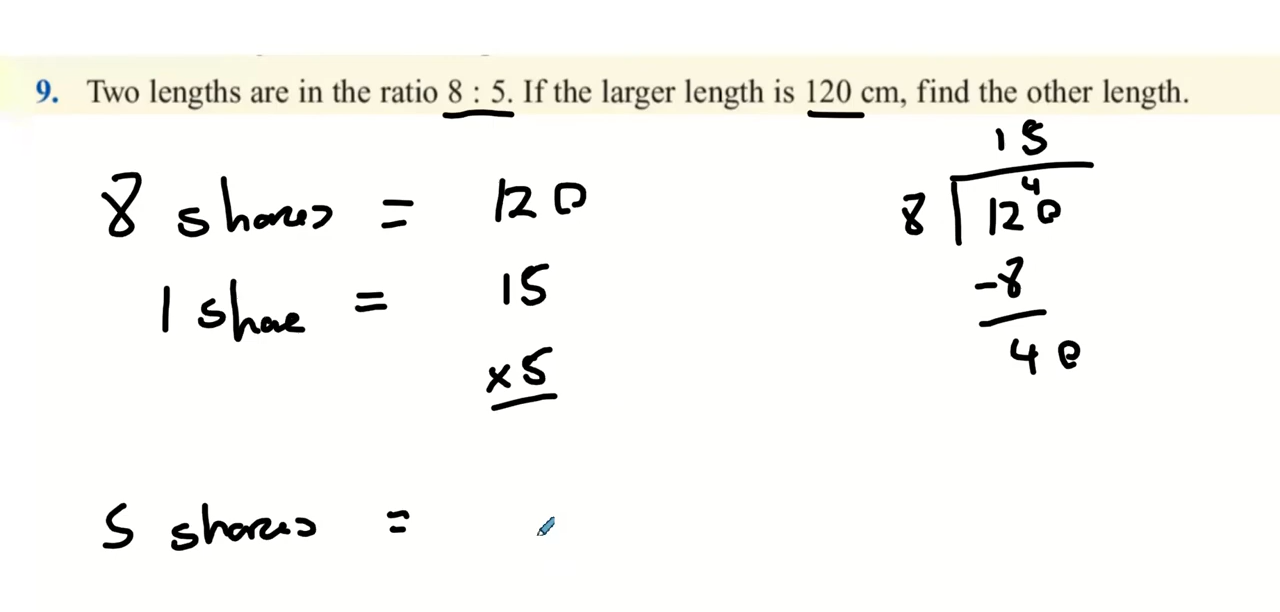 9. Two lengths are in the ratio 8 : 5. If the larger length is 120 cm, find the other length.
8 shares = 120
1 share = 15
x 5
5 shares =
15
8 120
4
-8
40